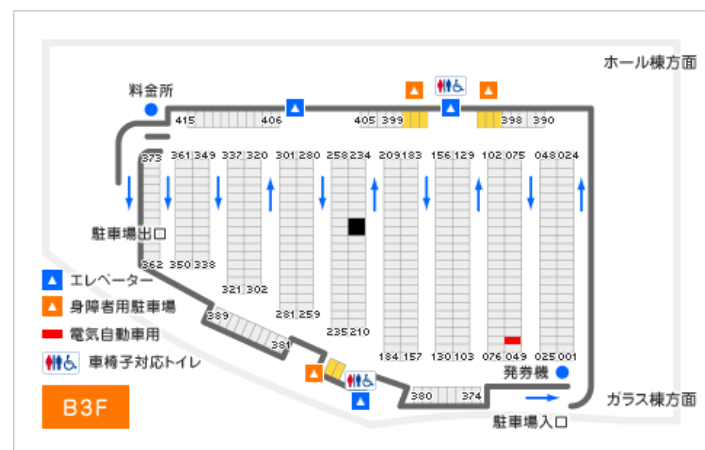 ホール棟方面
料金所
415 406 405 399 398 390
373 361 349 337 320 301 280 258 234 209 183 156 129 102 075 048 024
駐車場出口
362 350 338
321 302
281 259
235 210
184 157 130 103 076 049 025 001
エレベーター
身障者用駐車場
電気自動車用
車椅子対応トイレ
389
381
380 374
発券機
駐車場入口
ガラス棟方面
B3F